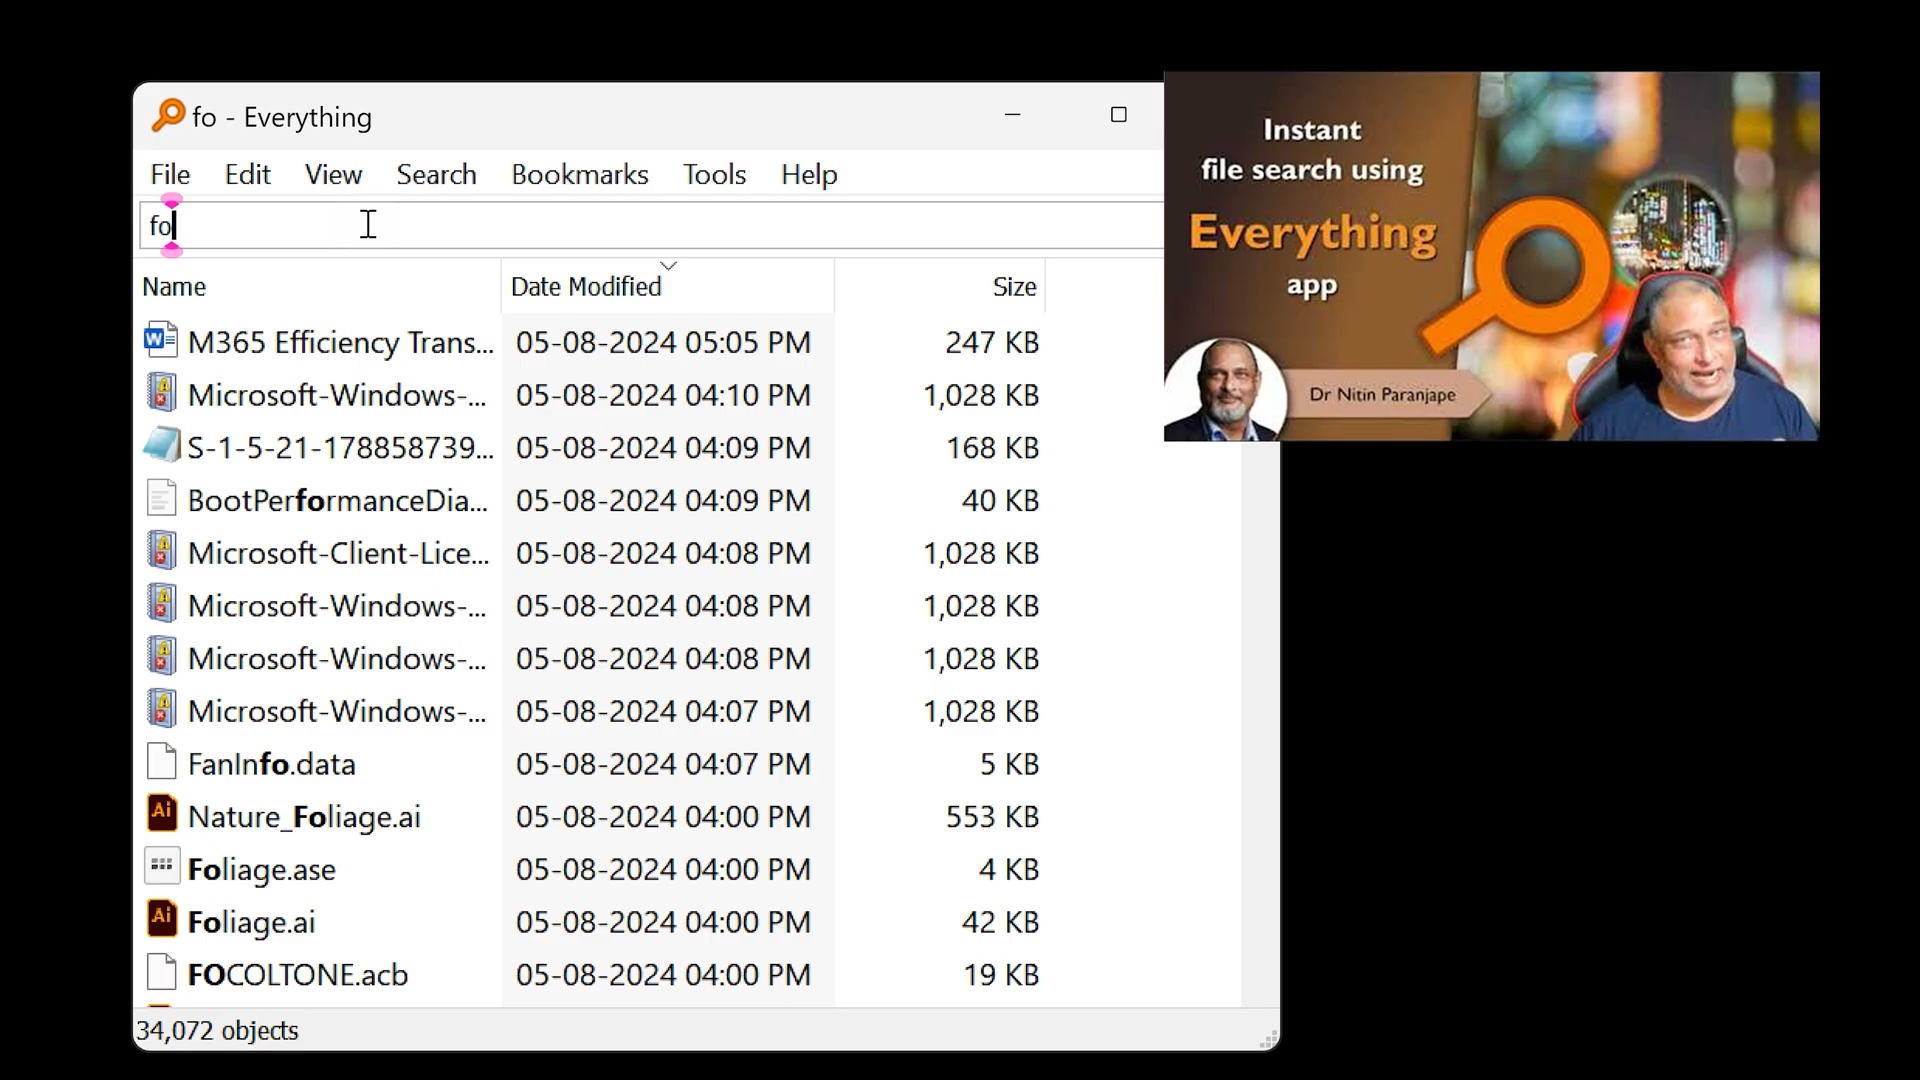 fo - Everything
File Edit View Search Bookmarks Tools Help
fo
Name Date Modified Size
M365 Efficiency Trans... 05-08-2024 05:05 PM 247 KB
Microsoft-Windows-... 05-08-2024 04:10 PM 1,028 KB
S-1-5-21-178858739... 05-08-2024 04:09 PM 168 KB
BootPerformanceDia... 05-08-2024 04:09 PM 40 KB
Microsoft-Client-Lice... 05-08-2024 04:08 PM 1,028 KB
Microsoft-Windows-... 05-08-2024 04:08 PM 1,028 KB
Microsoft-Windows-... 05-08-2024 04:08 PM 1,028 KB
Microsoft-Windows-... 05-08-2024 04:07 PM 1,028 KB
FanInfo.data 05-08-2024 04:07 PM 5 KB
Nature_Foliage.ai 05-08-2024 04:00 PM 553 KB
Foliage.ase 05-08-2024 04:00 PM 4 KB
Foliage.ai 05-08-2024 04:00 PM 42 KB
FOCOLTONE.acb 05-08-2024 04:00 PM 19 KB
34,072 objects
Instant
file search using
Everything
app
Dr Nitin Paranjape